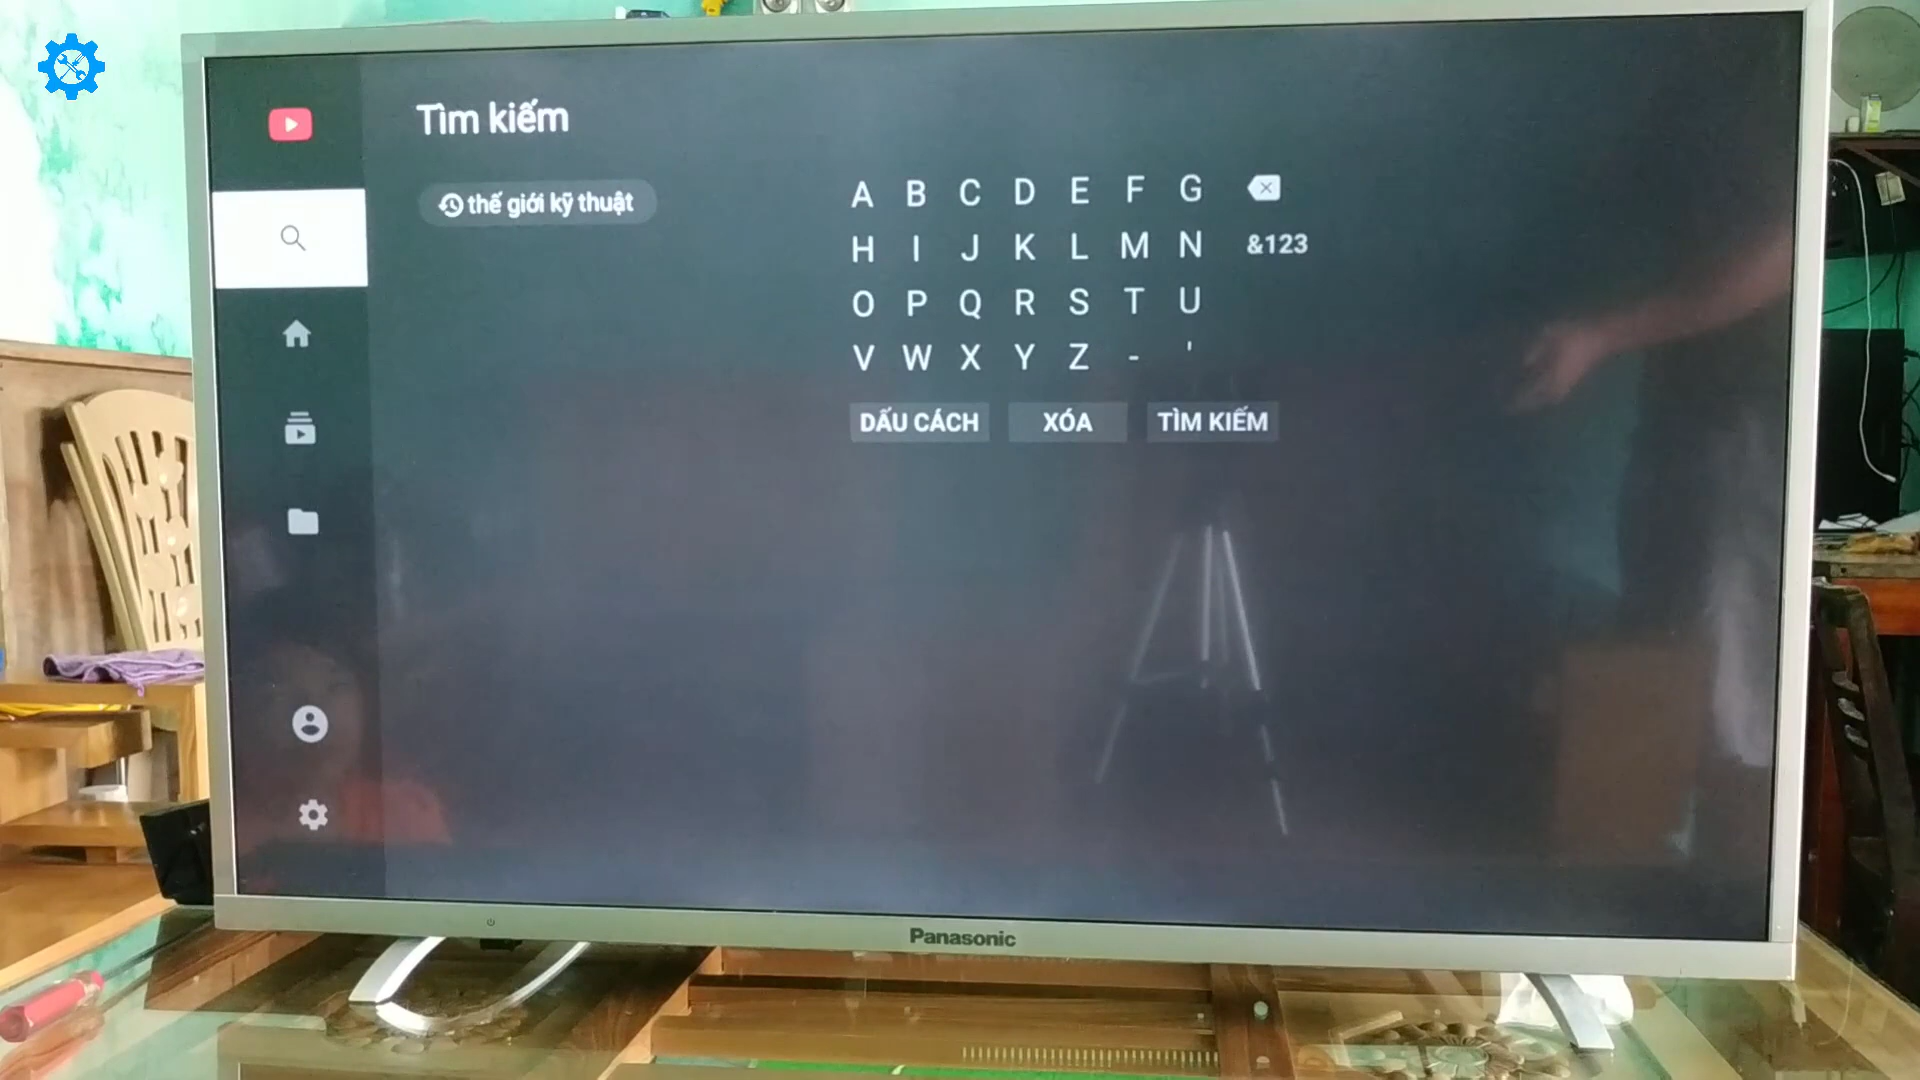 Tìm kiếm
thế giới kỹ thuật
A B C D E F G
H I J K L M N &123
O P Q R S T U
V W X Y Z - '
DẤU CÁCH XÓA TÌM KIẾM
Panasonic